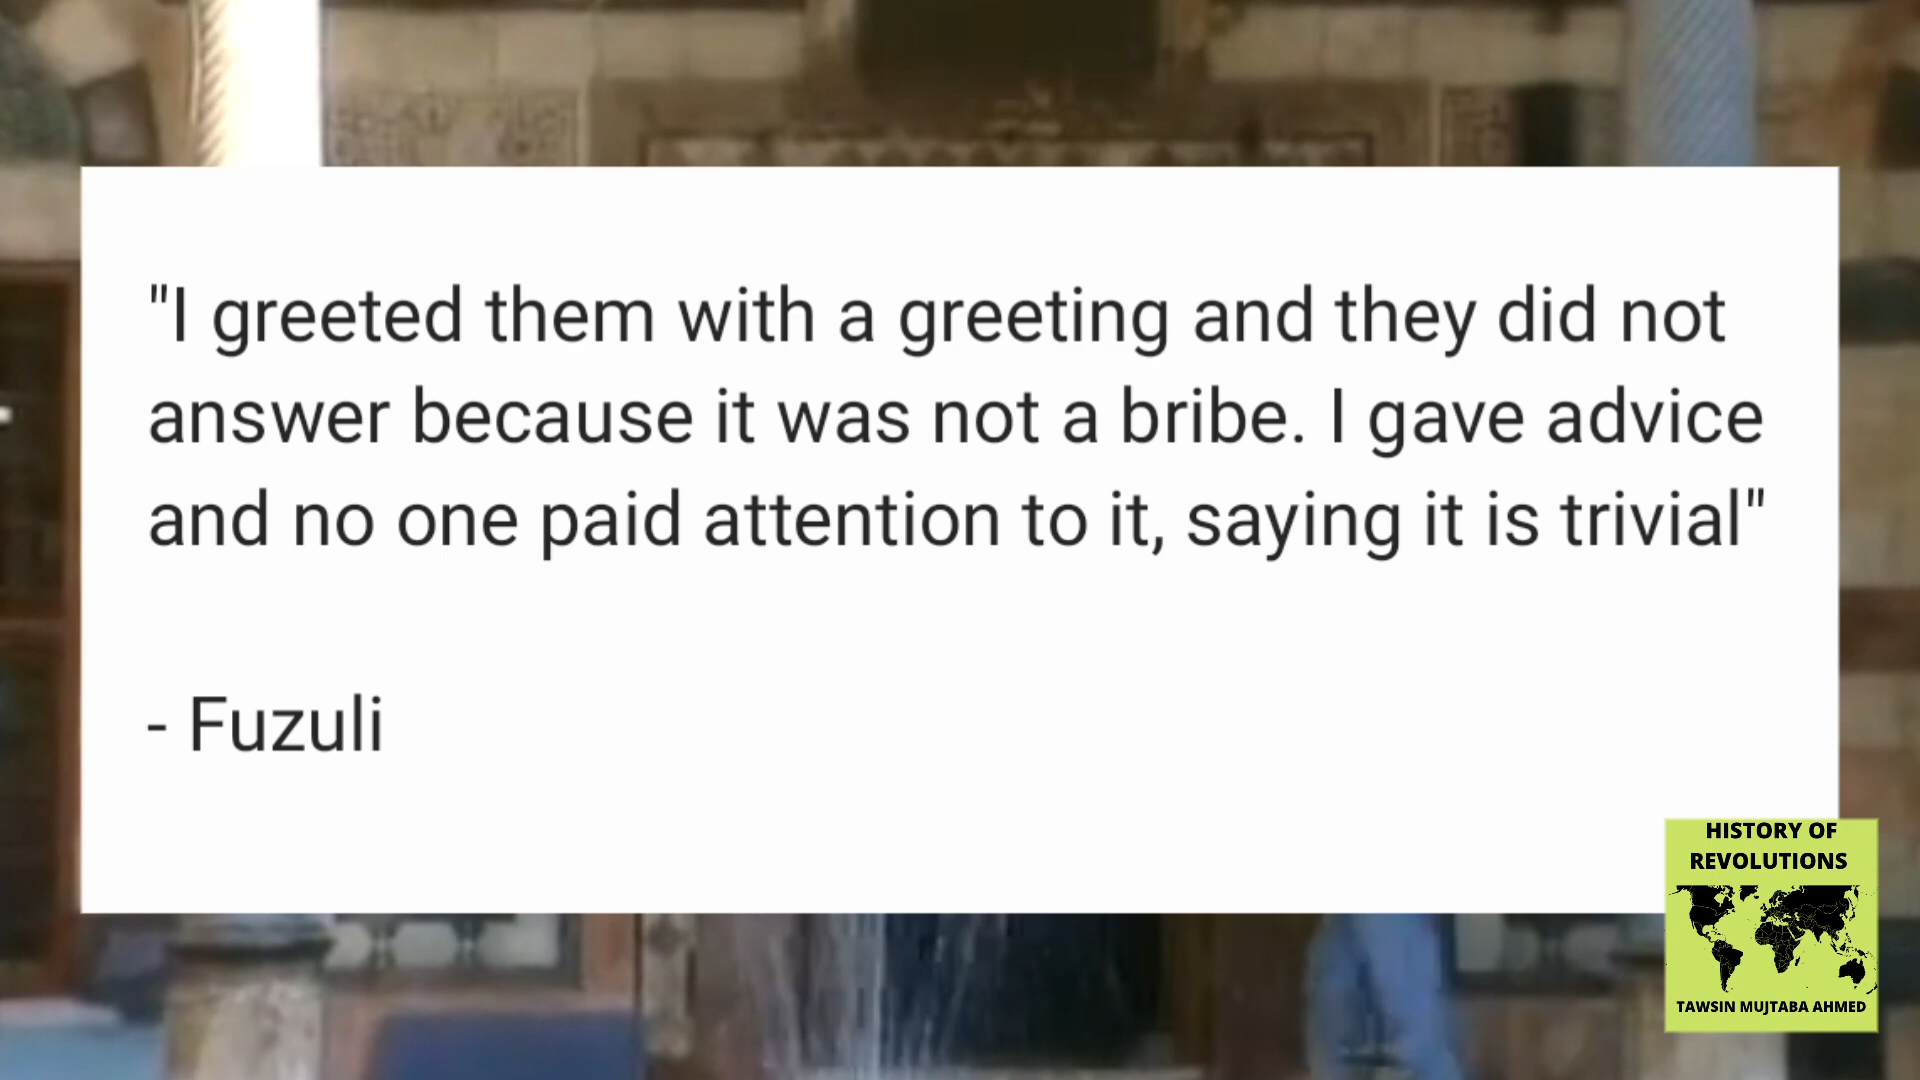 "I greeted them with a greeting and they did not
answer because it was not a bribe. I gave advice
and no one paid attention to it, saying it is trivial"
- Fuzuli
HISTORY OF
REVOLUTIONS
TAWSIN MUJTABA AHMED